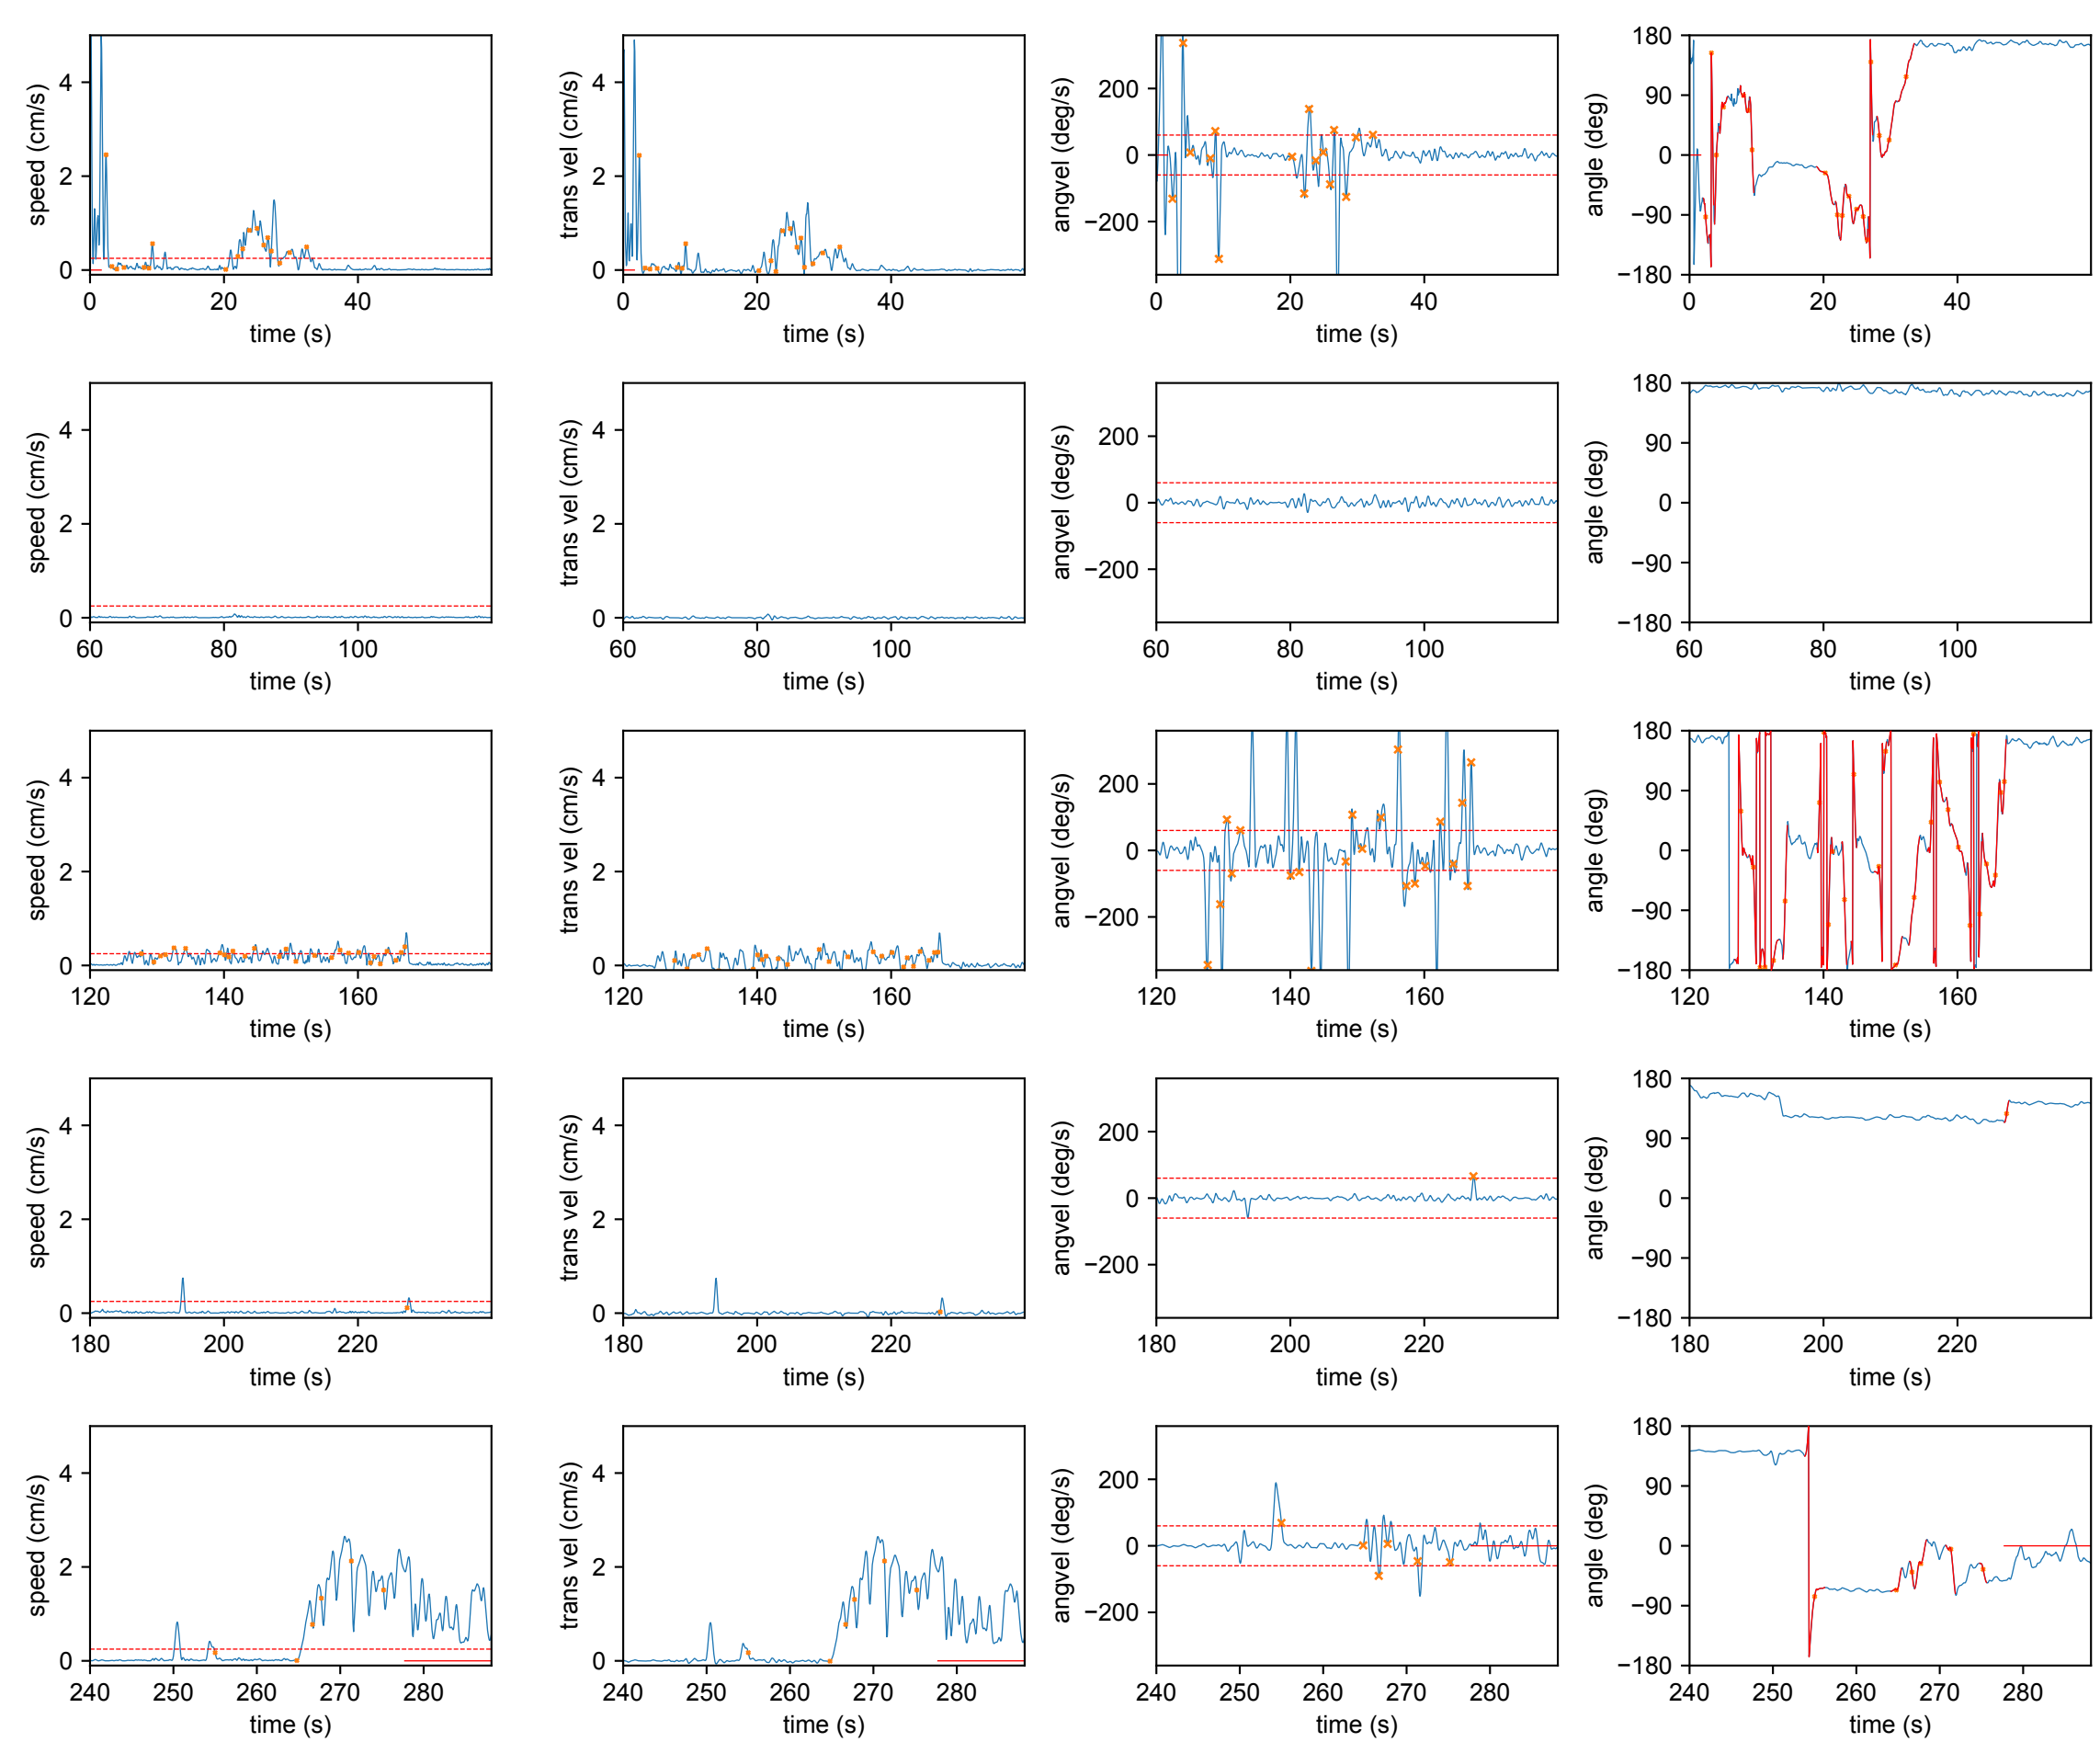 speed (cm/s)
4
2
0
0 20 40
time (s)
trans vel (cm/s)
4
2
0
0 20 40
time (s)
angvel (deg/s)
200
0
−200
0 20 40
time (s)
angle (deg)
180
90
0
−90
−180
0 20 40
time (s)
speed (cm/s)
4
2
0
60 80 100
time (s)
trans vel (cm/s)
4
2
0
60 80 100
time (s)
angvel (deg/s)
200
0
−200
60 80 100
time (s)
angle (deg)
180
90
0
−90
−180
60 80 100
time (s)
speed (cm/s)
4
2
0
120 140 160
time (s)
trans vel (cm/s)
4
2
0
120 140 160
time (s)
angvel (deg/s)
200
0
−200
120 140 160
time (s)
angle (deg)
180
90
0
−90
−180
120 140 160
time (s)
speed (cm/s)
4
2
0
180 200 220
time (s)
trans vel (cm/s)
4
2
0
180 200 220
time (s)
angvel (deg/s)
200
0
−200
180 200 220
time (s)
angle (deg)
180
90
0
−90
−180
180 200 220
time (s)
speed (cm/s)
4
2
0
240 250 260 270 280
time (s)
trans vel (cm/s)
4
2
0
240 250 260 270 280
time (s)
angvel (deg/s)
200
0
−200
240 250 260 270 280
time (s)
angle (deg)
180
90
0
−90
−180
240 250 260 270 280
time (s)